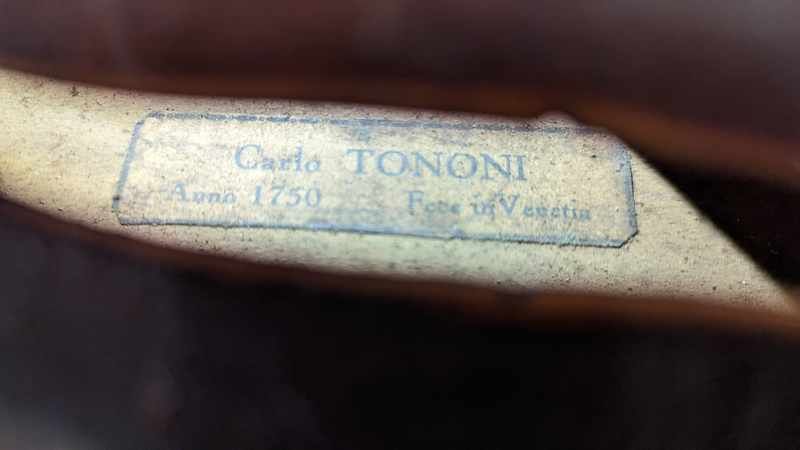 Carlo TONONI
Anno 1750 Fece in Venetia